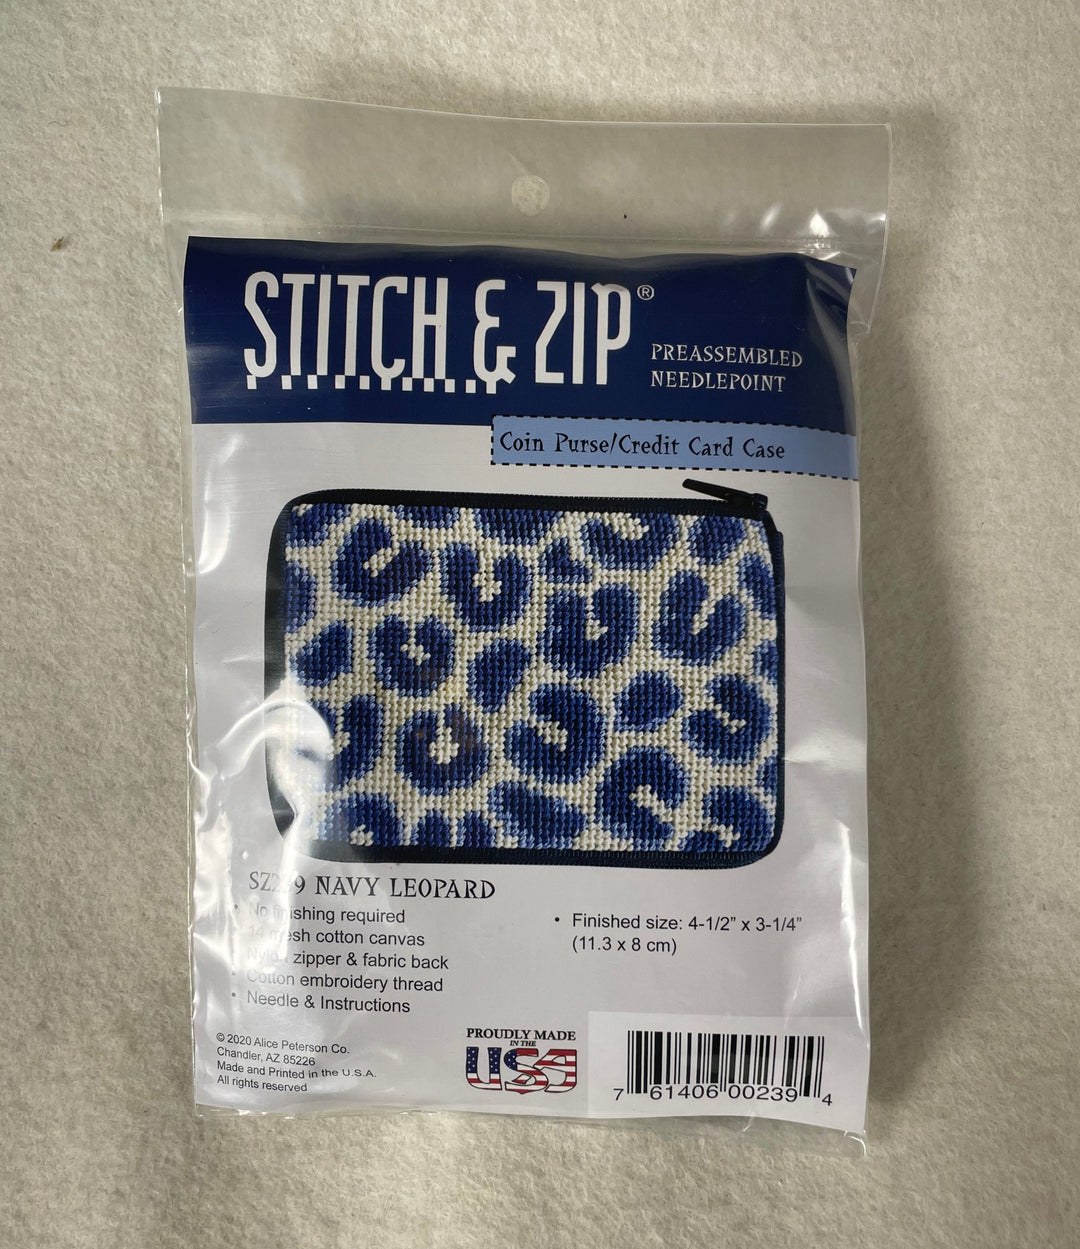 STITCH & ZIP®
PREASSEMBLED
NEEDLEPOINT
Coin Purse/Credit Card Case
SZ239 NAVY LEOPARD
• No finishing required
14 mesh cotton canvas
Nylon zipper & fabric back
• Cotton embroidery thread
• Needle & Instructions
• Finished size: 4-1/2" x 3-1/4"
(11.3 x 8 cm)
© 2020 Alice Peterson Co.
Chandler, AZ 85226
Made and Printed in the U.S.A.
All rights reserved
PROUDLY MADE
IN THE
USA
7 61406 00239 4